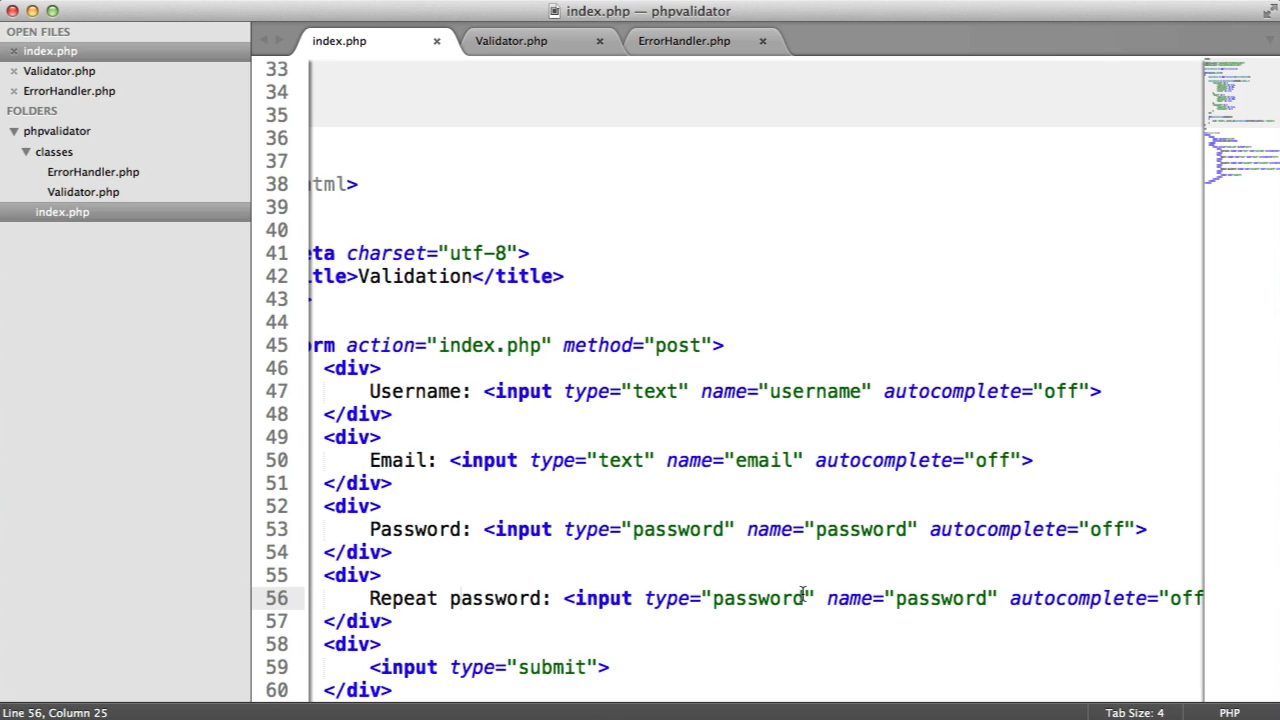 index.php — phpvalidator
OPEN FILES
index.php
Validator.php
ErrorHandler.php
FOLDERS
phpvalidator
classes
ErrorHandler.php
Validator.php
index.php
index.php
Validator.php
ErrorHandler.php
33
34
35
36
37
38 html>
39
40
41 eta charset="utf-8">
42 itle>Validation</title>
43 >
44
45 orm action="index.php" method="post">
46 <div>
47 Username: <input type="text" name="username" autocomplete="off">
48 </div>
49 <div>
50 Email: <input type="text" name="email" autocomplete="off">
51 </div>
52 <div>
53 Password: <input type="password" name="password" autocomplete="off">
54 </div>
55 <div>
56 Repeat password: <input type="password" name="password" autocomplete="off
57 </div>
58 <div>
59 <input type="submit">
60 </div>
Line 56, Column 25
Tab Size: 4
PHP